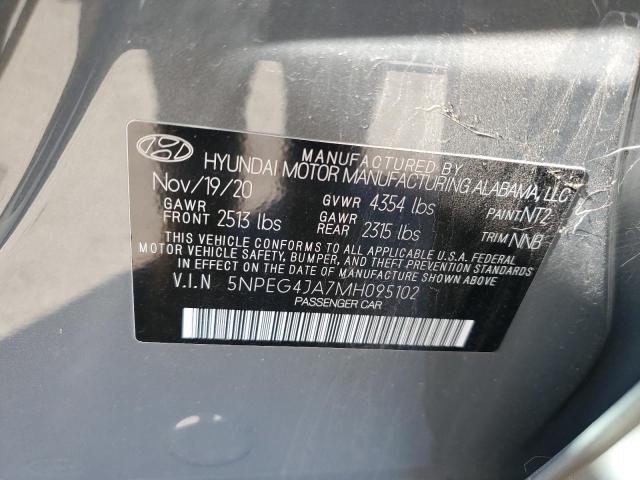 MANUFACTURED BY
HYUNDAI MOTOR MANUFACTURING ALABAMA, LLC
Nov/19/20 GVWR 4354 lbs PAINT NT2
GAWR FRONT 2513 lbs GAWR REAR 2315 lbs TRIM NNB
THIS VEHICLE CONFORMS TO ALL APPLICABLE U.S.A. FEDERAL
MOTOR VEHICLE SAFETY, BUMPER, AND THEFT PREVENTION STANDARDS
IN EFFECT ON THE DATE OF MANUFACTURE SHOWN ABOVE.
V.I.N 5NPEG4JA7MH095102
PASSENGER CAR